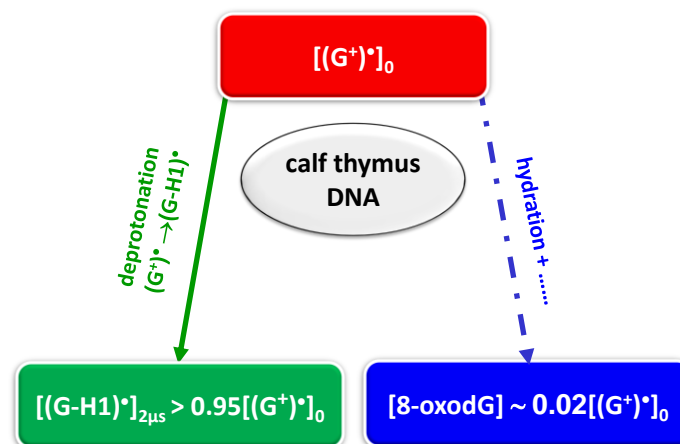 [(G⁺)•]₀
calf thymus
DNA
deprotonation
(G⁺)• →(G-H1)•
hydration + ......
[(G-H1)•]₂μs > 0.95[(G⁺)•]₀
[8-oxodG] ~ 0.02[(G⁺)•]₀